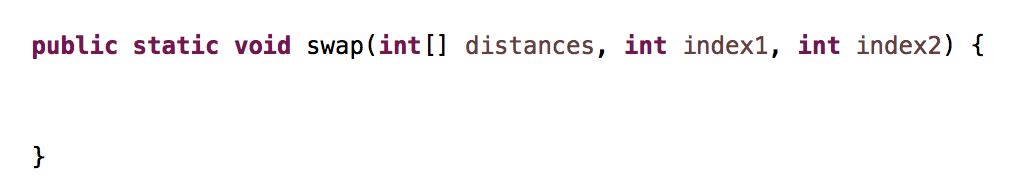 public static void swap(int[] distances, int index1, int index2) {
}